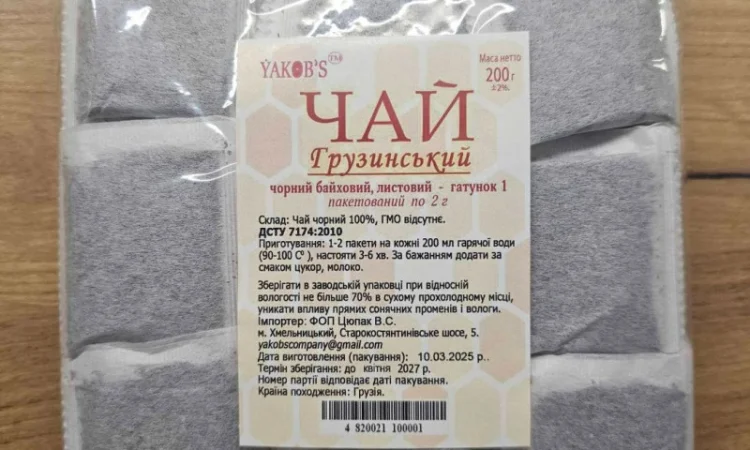 YAKOB'S TM
Маса нетто
200 г
±2%
ЧАЙ
Грузинський
чорний байховий, листовий - гатунок 1
пакетований по 2 г
Склад: Чай чорний 100%, ГМО відсутнє.
ДСТУ 7174:2010
Приготування: 1-2 пакети на кожні 200 мл гарячої води
(90-100 С°), настояти 3-6 хв. За бажанням додати за
смаком цукор, молоко.
Зберігати в заводській упаковці при відносній
вологості не більше 70% в сухому прохолодному місці,
уникати впливу прямих сонячних променів і вологи.
Імпортер: ФОП Цюпак В.С.
м. Хмельницький, Старокостянтинівське шосе, 5.
yakobscompany@gmail.com
Дата виготовлення (пакування): 10.03.2025 р..
Термін зберігання: до квітня 2027 р.
Номер партії відповідає даті пакування.
Країна походження: Грузія.
4 820021 100001